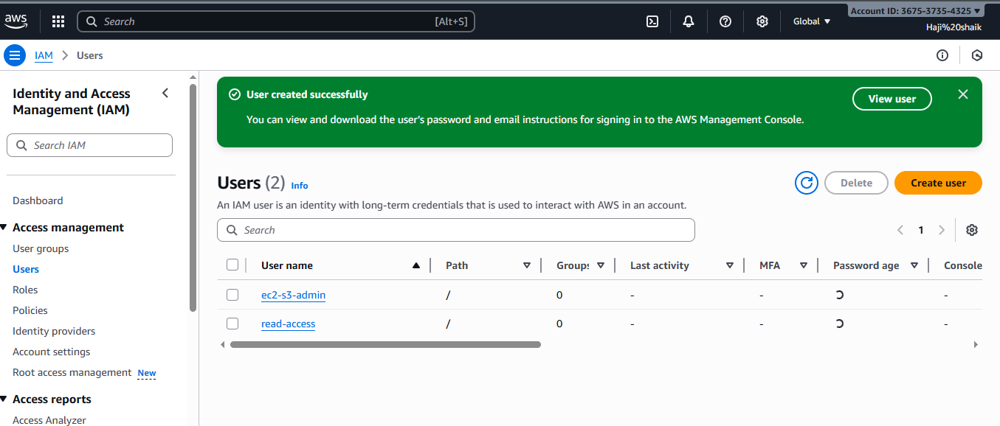 aws
Search [Alt+S]
Global
Account ID: 3675-3735-4325
Haji%20shaik
IAM
Users
Identity and Access
Management (IAM)
Search IAM
Dashboard
Access management
User groups
Users
Roles
Policies
Identity providers
Account settings
Root access management New
Access reports
Access Analyzer
User created successfully
You can view and download the user's password and email instructions for signing in to the AWS Management Console.
View user
Users (2) Info
Delete
Create user
An IAM user is an identity with long-term credentials that is used to interact with AWS in an account.
Search
1
User name Path Groups Last activity MFA Password age Console
ec2-s3-admin / 0 - - -
read-access / 0 - - -